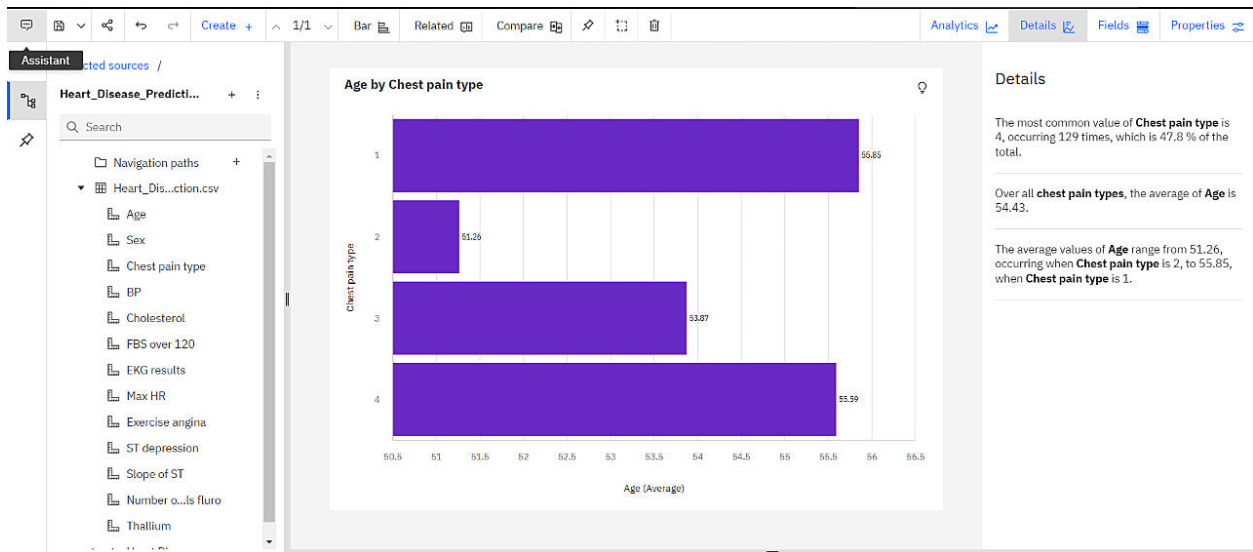 Create +
1/1
Bar
Related
Compare
Analytics
Details
Fields
Properties
Assistant
cted sources /
Heart_Disease_Predicti...
Search
Navigation paths
Heart_Dis...ction.csv
Age
Sex
Chest pain type
BP
Cholesterol
FBS over 120
EKG results
Max HR
Exercise angina
ST depression
Slope of ST
Number o...ls fluro
Thallium
Age by Chest pain type
Chest pain type
1
55.85
2
51.26
3
53.87
4
55.59
50.5 51 51.5 52 52.5 53 53.5 54 54.5 55 55.5 56 56.5
Age (Average)
Details
The most common value of Chest pain type is
4, occurring 129 times, which is 47.8 % of the
total.
Over all chest pain types, the average of Age is
54.43.
The average values of Age range from 51.26,
occurring when Chest pain type is 2, to 55.85,
when Chest pain type is 1.